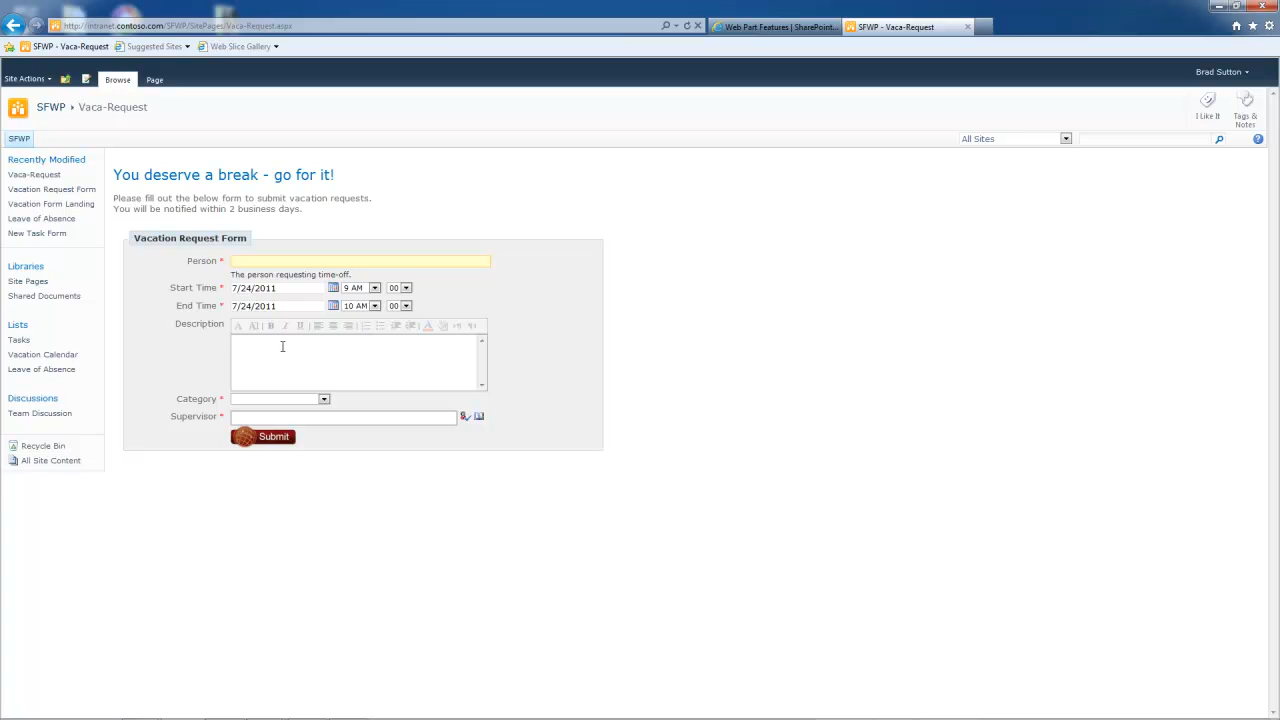 http://intranet.contoso.com/SFWP/SitePages/Vaca-Request.aspx
Web Part Features | SharePoint...
SFWP - Vaca-Request
SFWP - Vaca-Request
Suggested Sites
Web Slice Gallery
Site Actions
Browse
Page
Brad Sutton
SFWP
Vaca-Request
I Like It
Tags & Notes
SFWP
All Sites
Recently Modified
Vaca-Request
Vacation Request Form
Vacation Form Landing
Leave of Absence
New Task Form
Libraries
Site Pages
Shared Documents
Lists
Tasks
Vacation Calendar
Leave of Absence
Discussions
Team Discussion
Recycle Bin
All Site Content
You deserve a break - go for it!
Please fill out the below form to submit vacation requests.
You will be notified within 2 business days.
Vacation Request Form
Person *
The person requesting time-off.
Start Time * 7/24/2011 9 AM 00
End Time * 7/24/2011 10 AM 00
Description
Category *
Supervisor *
Submit